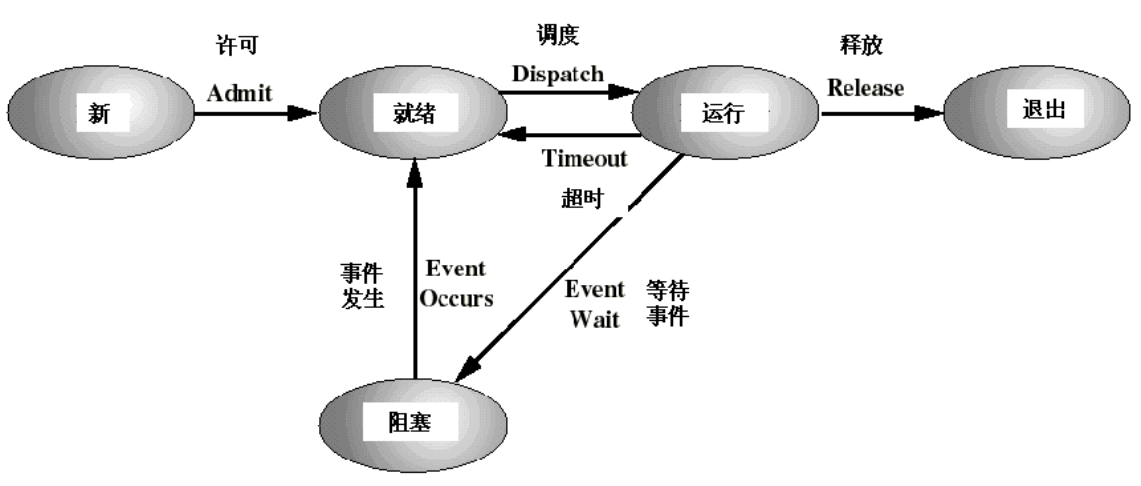 许可
Admit
调度
Dispatch
释放
Release
新
就绪
运行
退出
Timeout
超时
事件
发生
Event
Occurs
Event
Wait
等待
事件
阻塞